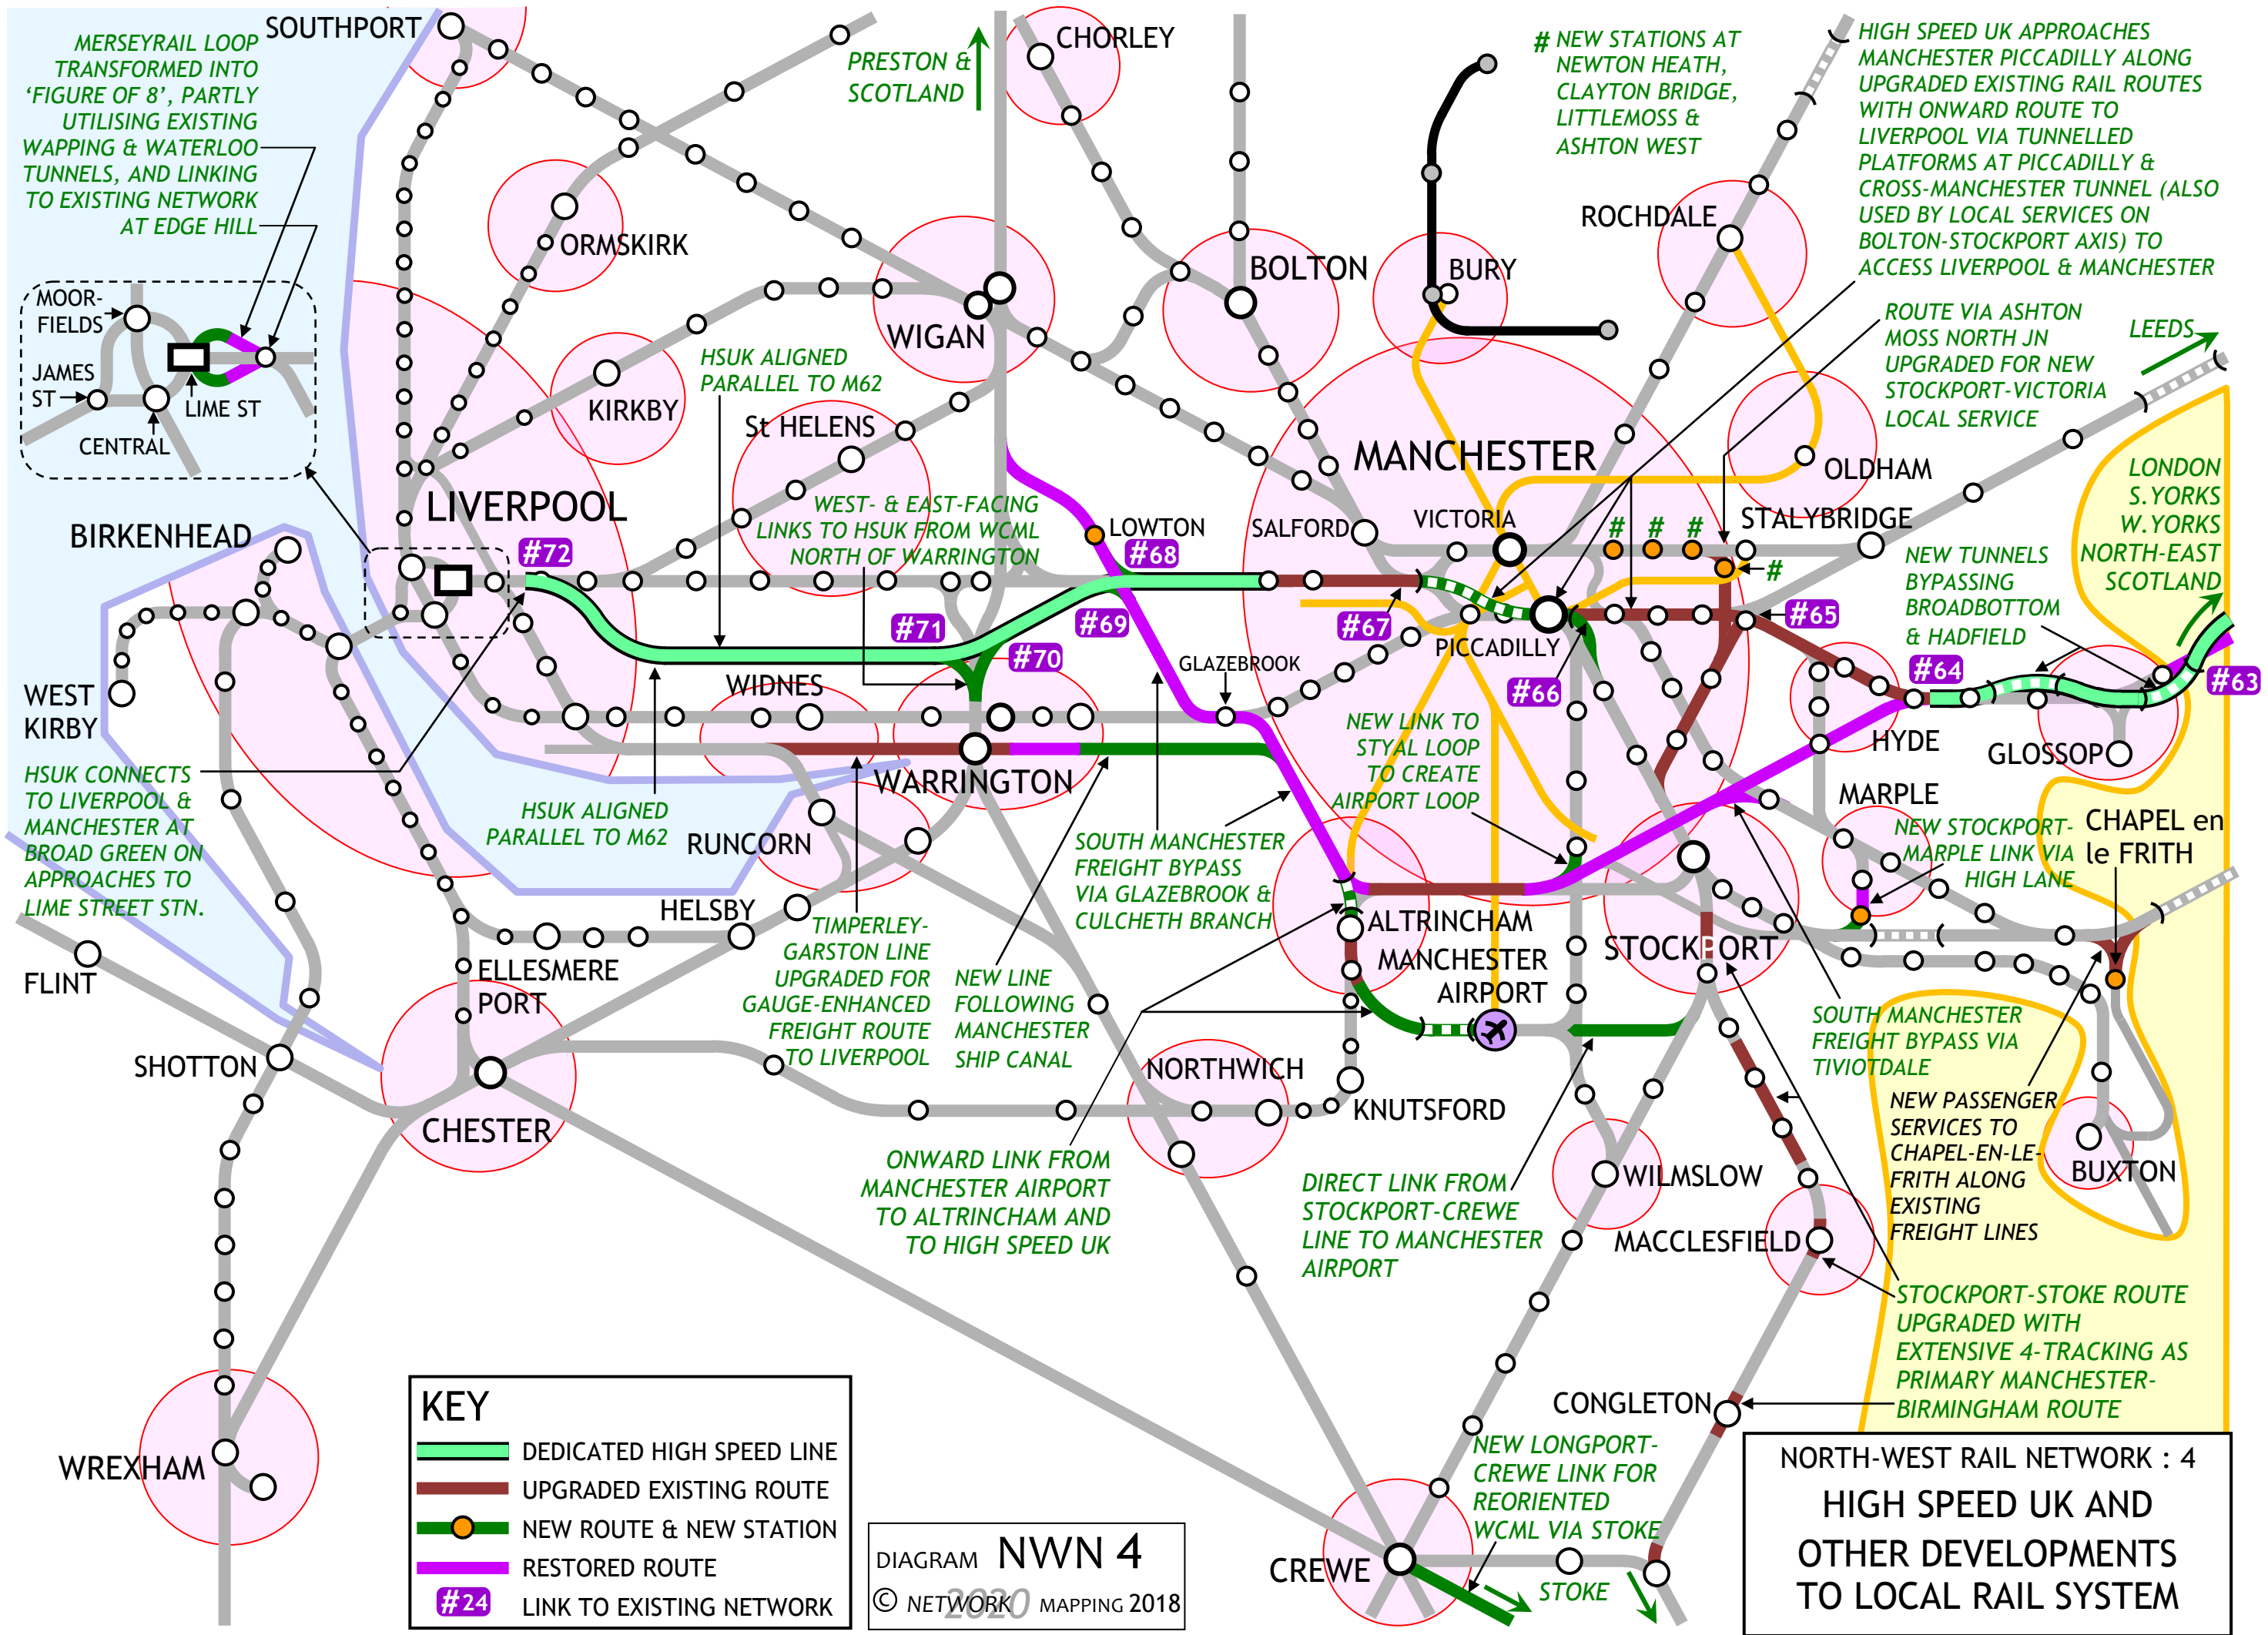 SOUTHPORT
MERSEYRAIL LOOP
TRANSFORMED INTO
‘FIGURE OF 8’, PARTLY
UTILISING EXISTING
WAPPING & WATERLOO
TUNNELS, AND LINKING
TO EXISTING NETWORK
AT EDGE HILL
PRESTON &
SCOTLAND
CHORLEY
# NEW STATIONS AT
NEWTON HEATH,
CLAYTON BRIDGE,
LITTLEMOSS &
ASHTON WEST
HIGH SPEED UK APPROACHES
MANCHESTER PICCADILLY ALONG
UPGRADED EXISTING RAIL ROUTES
WITH ONWARD ROUTE TO
LIVERPOOL VIA TUNNELLED
PLATFORMS AT PICCADILLY &
CROSS-MANCHESTER TUNNEL (ALSO
USED BY LOCAL SERVICES ON
BOLTON-STOCKPORT AXIS) TO
ACCESS LIVERPOOL & MANCHESTER
ROUTE VIA ASHTON
MOSS NORTH JN
UPGRADED FOR NEW
STOCKPORT-VICTORIA
LOCAL SERVICE
LEEDS
ORMSKIRK
ROCHDALE
BOLTON
BURY
WIGAN
MOOR-
FIELDS
JAMES
ST
LIME ST
CENTRAL
KIRKBY
HSUK ALIGNED
PARALLEL TO M62
St HELENS
MANCHESTER
OLDHAM
LONDON
S.YORKS
W.YORKS
NORTH-EAST
SCOTLAND
WEST- & EAST-FACING
LINKS TO HSUK FROM WCML
NORTH OF WARRINGTON
LIVERPOOL
BIRKENHEAD
#72
LOWTON
#68
SALFORD
VICTORIA
# # #
#
STALYBRIDGE
NEW TUNNELS
BYPASSING
BROADBOTTOM
& HADFIELD
#71
#69
#70
#67
PICCADILLY
#66
#65
#64
#63
GLAZEBROOK
WEST
KIRBY
WIDNES
WARRINGTON
NEW LINK TO
STYAL LOOP
TO CREATE
AIRPORT LOOP
HYDE
GLOSSOP
HSUK CONNECTS
TO LIVERPOOL &
MANCHESTER AT
BROAD GREEN ON
APPROACHES TO
LIME STREET STN.
HSUK ALIGNED
PARALLEL TO M62
RUNCORN
SOUTH MANCHESTER
FREIGHT BYPASS
VIA GLAZEBROOK &
CULCHETH BRANCH
MARPLE
NEW STOCKPORT-
MARPLE LINK VIA
HIGH LANE
CHAPEL en
le FRITH
HELSBY
TIMPERLEY-
GARSTON LINE
UPGRADED FOR
GAUGE-ENHANCED
FREIGHT ROUTE
TO LIVERPOOL
NEW LINE
FOLLOWING
MANCHESTER
SHIP CANAL
ALTRINCHAM
MANCHESTER
AIRPORT
STOCKPORT
FLINT
ELLESMERE
PORT
SOUTH MANCHESTER
FREIGHT BYPASS VIA
TIVIOTDALE
SHOTTON
CHESTER
NORTHWICH
KNUTSFORD
NEW PASSENGER
SERVICES TO
CHAPEL-EN-LE-
FRITH ALONG
EXISTING
FREIGHT LINES
BUXTON
ONWARD LINK FROM
MANCHESTER AIRPORT
TO ALTRINCHAM AND
TO HIGH SPEED UK
DIRECT LINK FROM
STOCKPORT-CREWE
LINE TO MANCHESTER
AIRPORT
WILMSLOW
MACCLESFIELD
STOCKPORT-STOKE ROUTE
UPGRADED WITH
EXTENSIVE 4-TRACKING AS
PRIMARY MANCHESTER-
BIRMINGHAM ROUTE
CONGLETON
WREXHAM
NEW LONGPORT-
CREWE LINK FOR
REORIENTED
WCML VIA STOKE
CREWE
STOKE
KEY
DEDICATED HIGH SPEED LINE
UPGRADED EXISTING ROUTE
NEW ROUTE & NEW STATION
RESTORED ROUTE
#24 LINK TO EXISTING NETWORK
DIAGRAM NWN 4
© NETWORK 2020 MAPPING 2018
NORTH-WEST RAIL NETWORK : 4
HIGH SPEED UK AND
OTHER DEVELOPMENTS
TO LOCAL RAIL SYSTEM